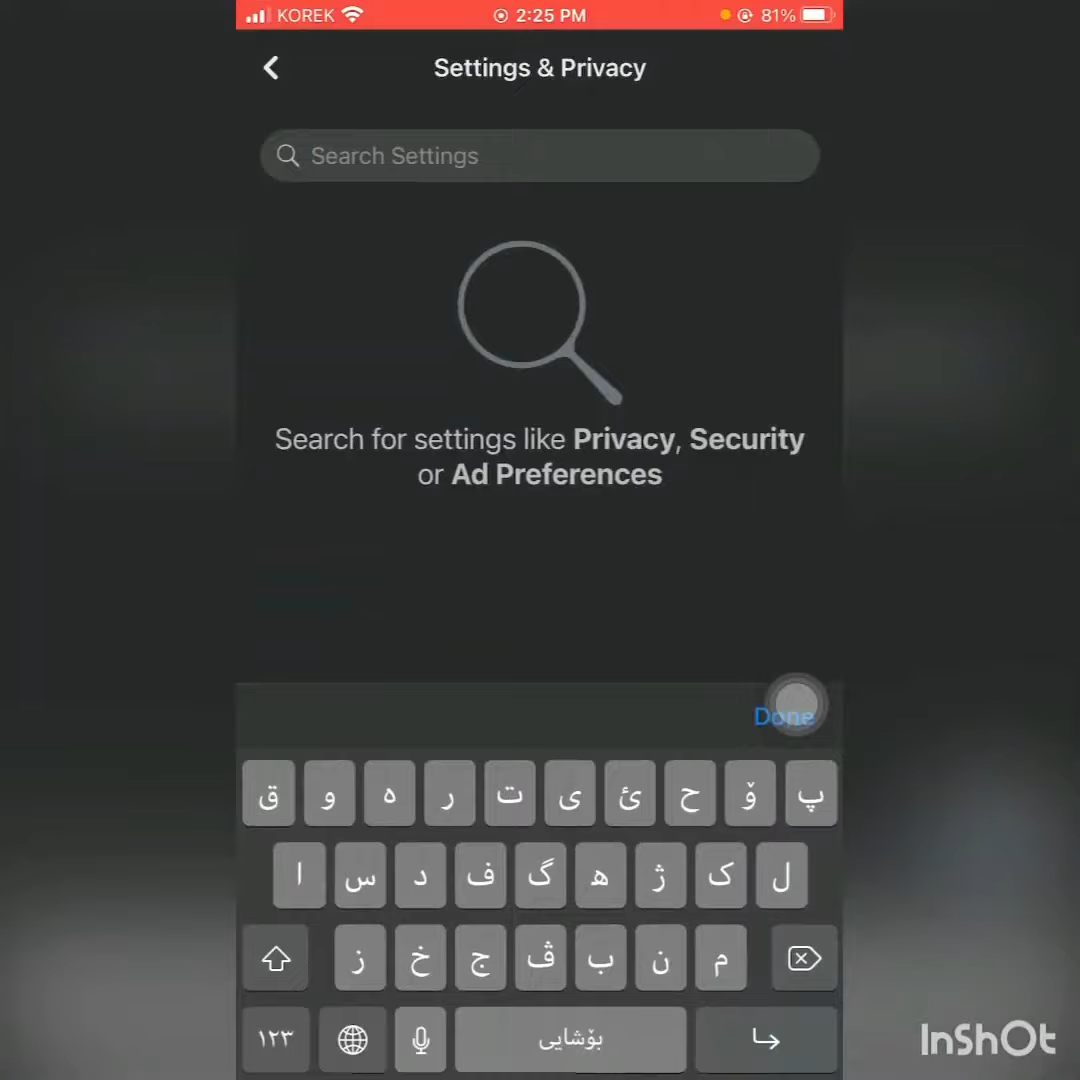 KOREK 2:25 PM 81%
Settings & Privacy
Search Settings
Search for settings like Privacy, Security
or Ad Preferences
Done
ق و ە ر ت ی ئ ح ۆ پ
ا س د ف گ ھ ژ ک ل
ز خ ج ڤ ب ن م
١٢٣ بۆشایی
InShOt